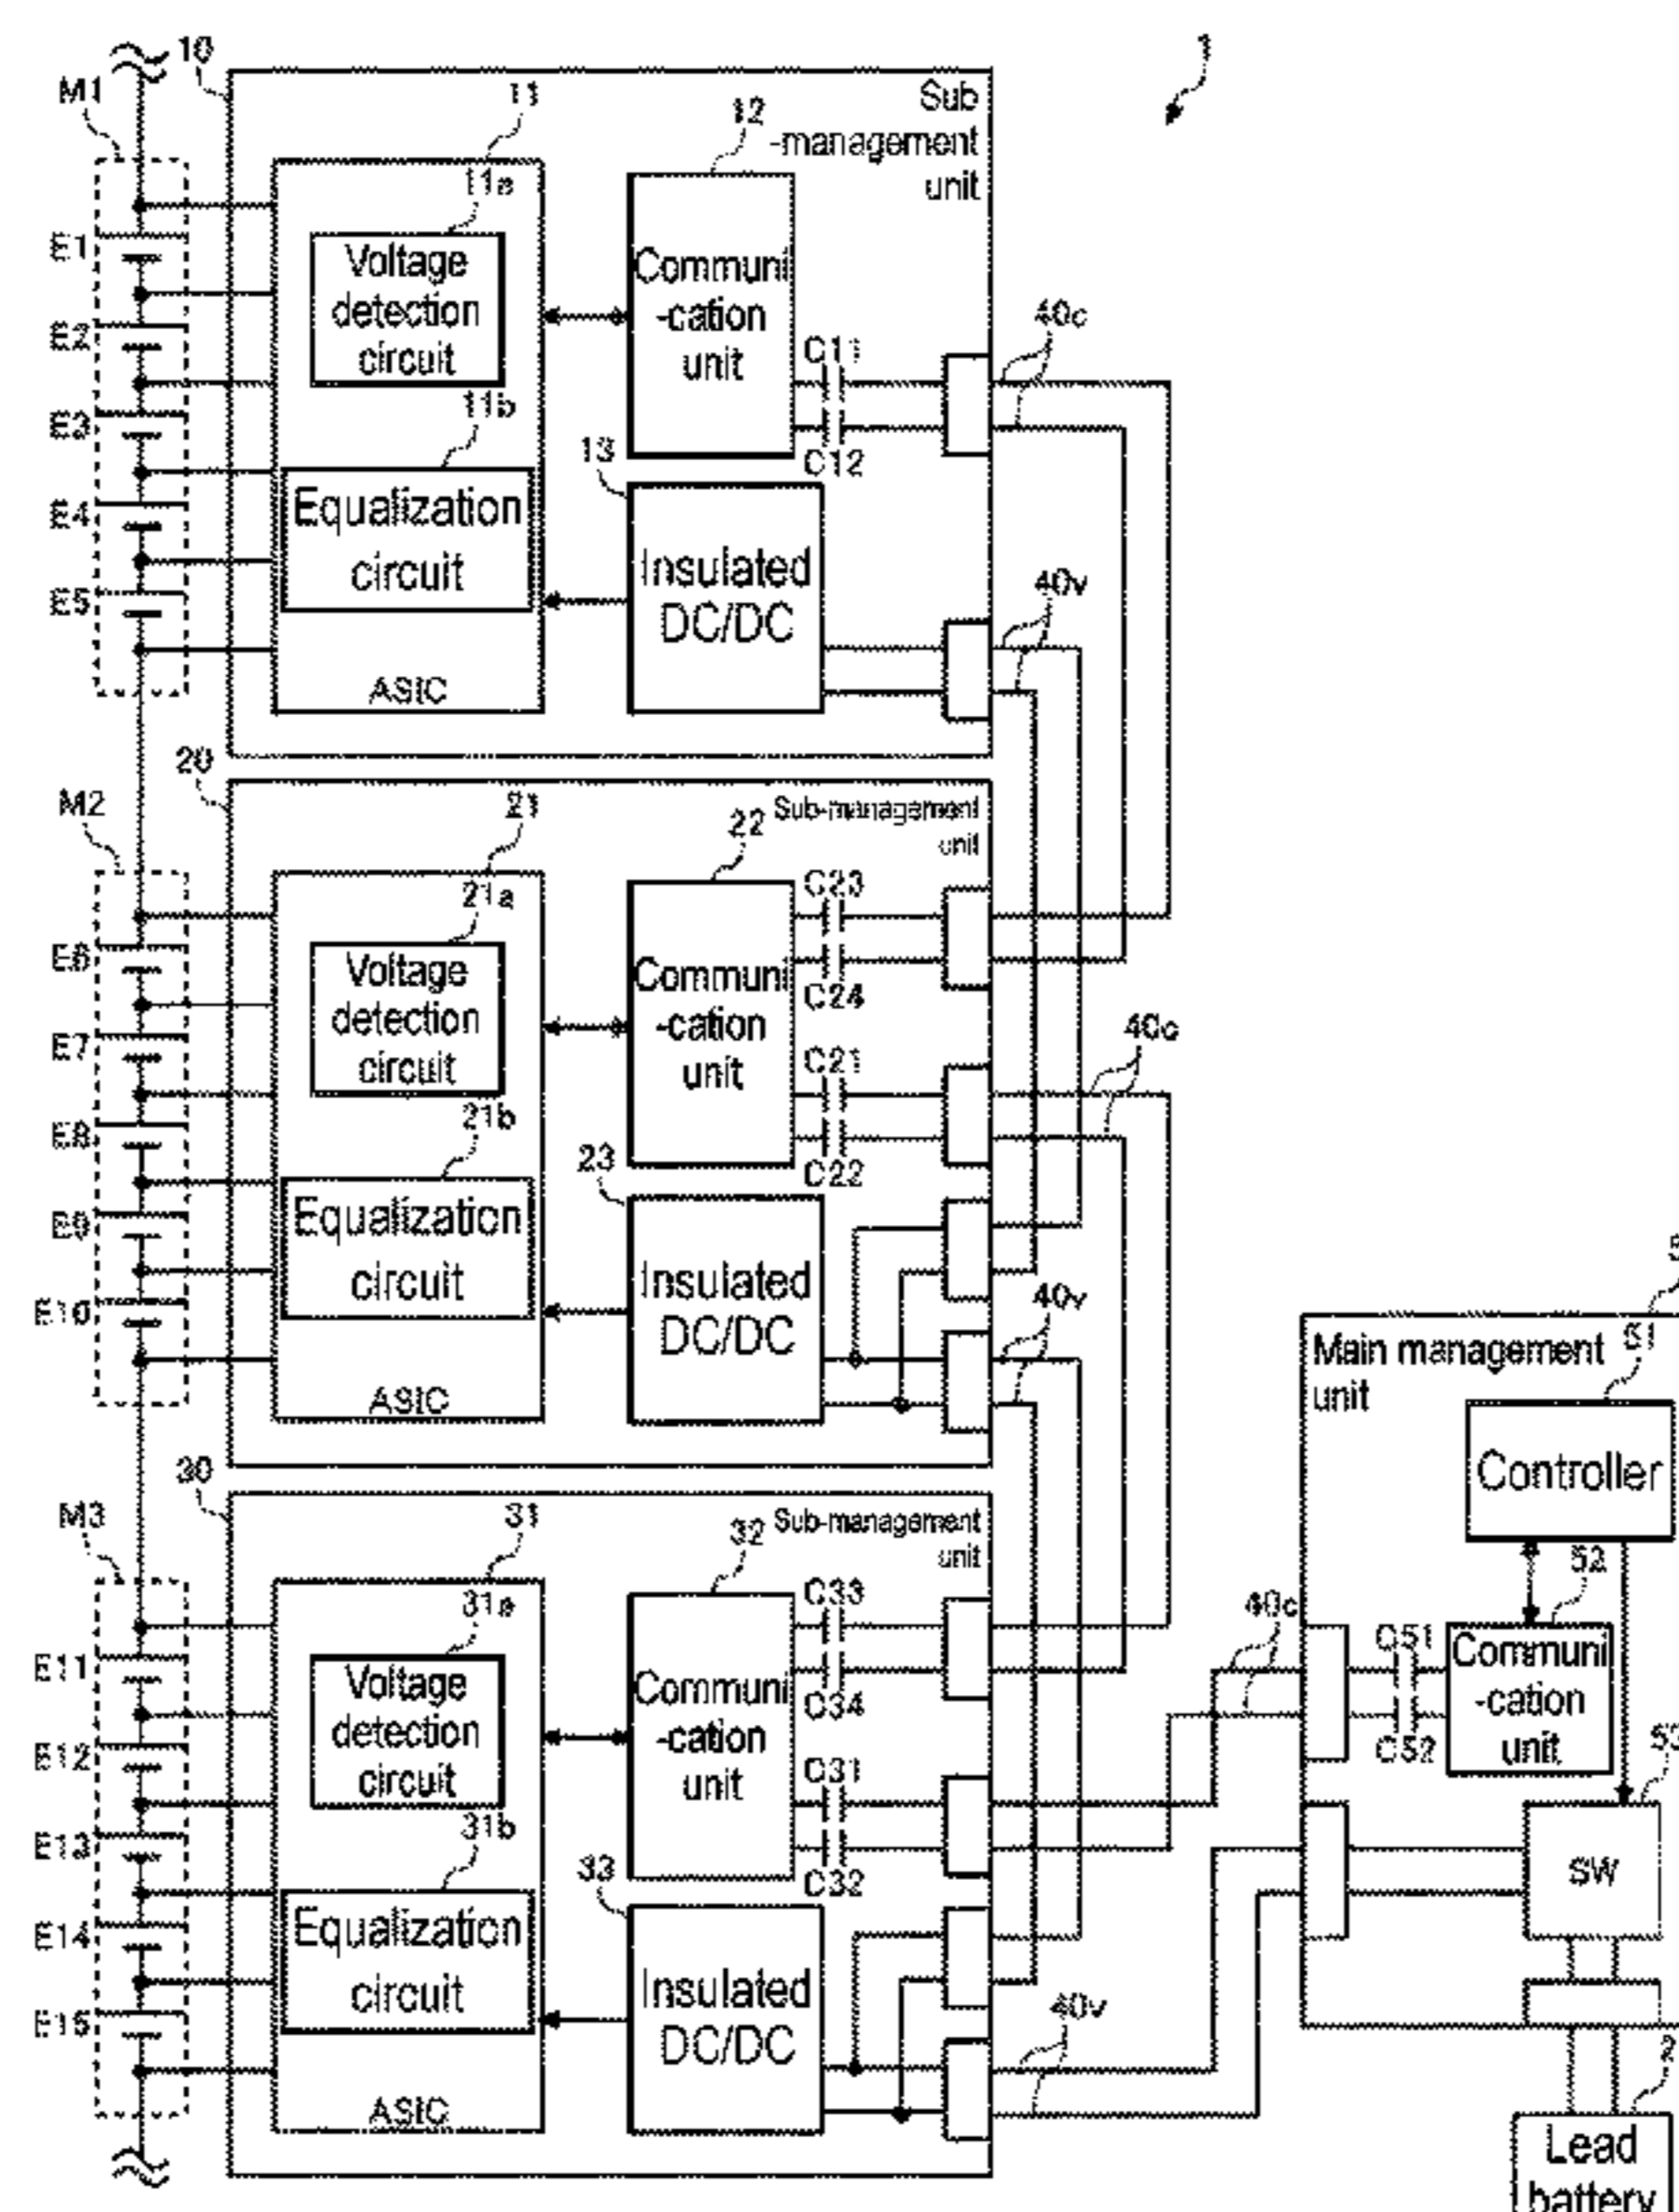 1
10
M1
11
12
Sub
-management
unit
11a
E1
Voltage
detection
circuit
Communi
-cation
unit
E2
40c
C11
E3
11b
13
C12
E4
Equalization
circuit
Insulated
DC/DC
40v
E5
ASIC
20
M2
21
22
Sub-management
unit
21a
C23
E6
Voltage
detection
circuit
Communi
-cation
unit
C24
E7
C21
40c
E8
21b
23
C22
E9
Equalization
circuit
Insulated
DC/DC
E10
40v
ASIC
Main management
unit
51
Controller
30
M3
31
32
Sub-management
unit
31a
C33
E11
Voltage
detection
circuit
Communi
-cation
unit
C34
40c
C51
52
Communi
-cation
unit
C52
53
E12
C31
E13
31b
33
C32
SW
E14
Equalization
circuit
Insulated
DC/DC
E15
40v
ASIC
2
Lead
battery